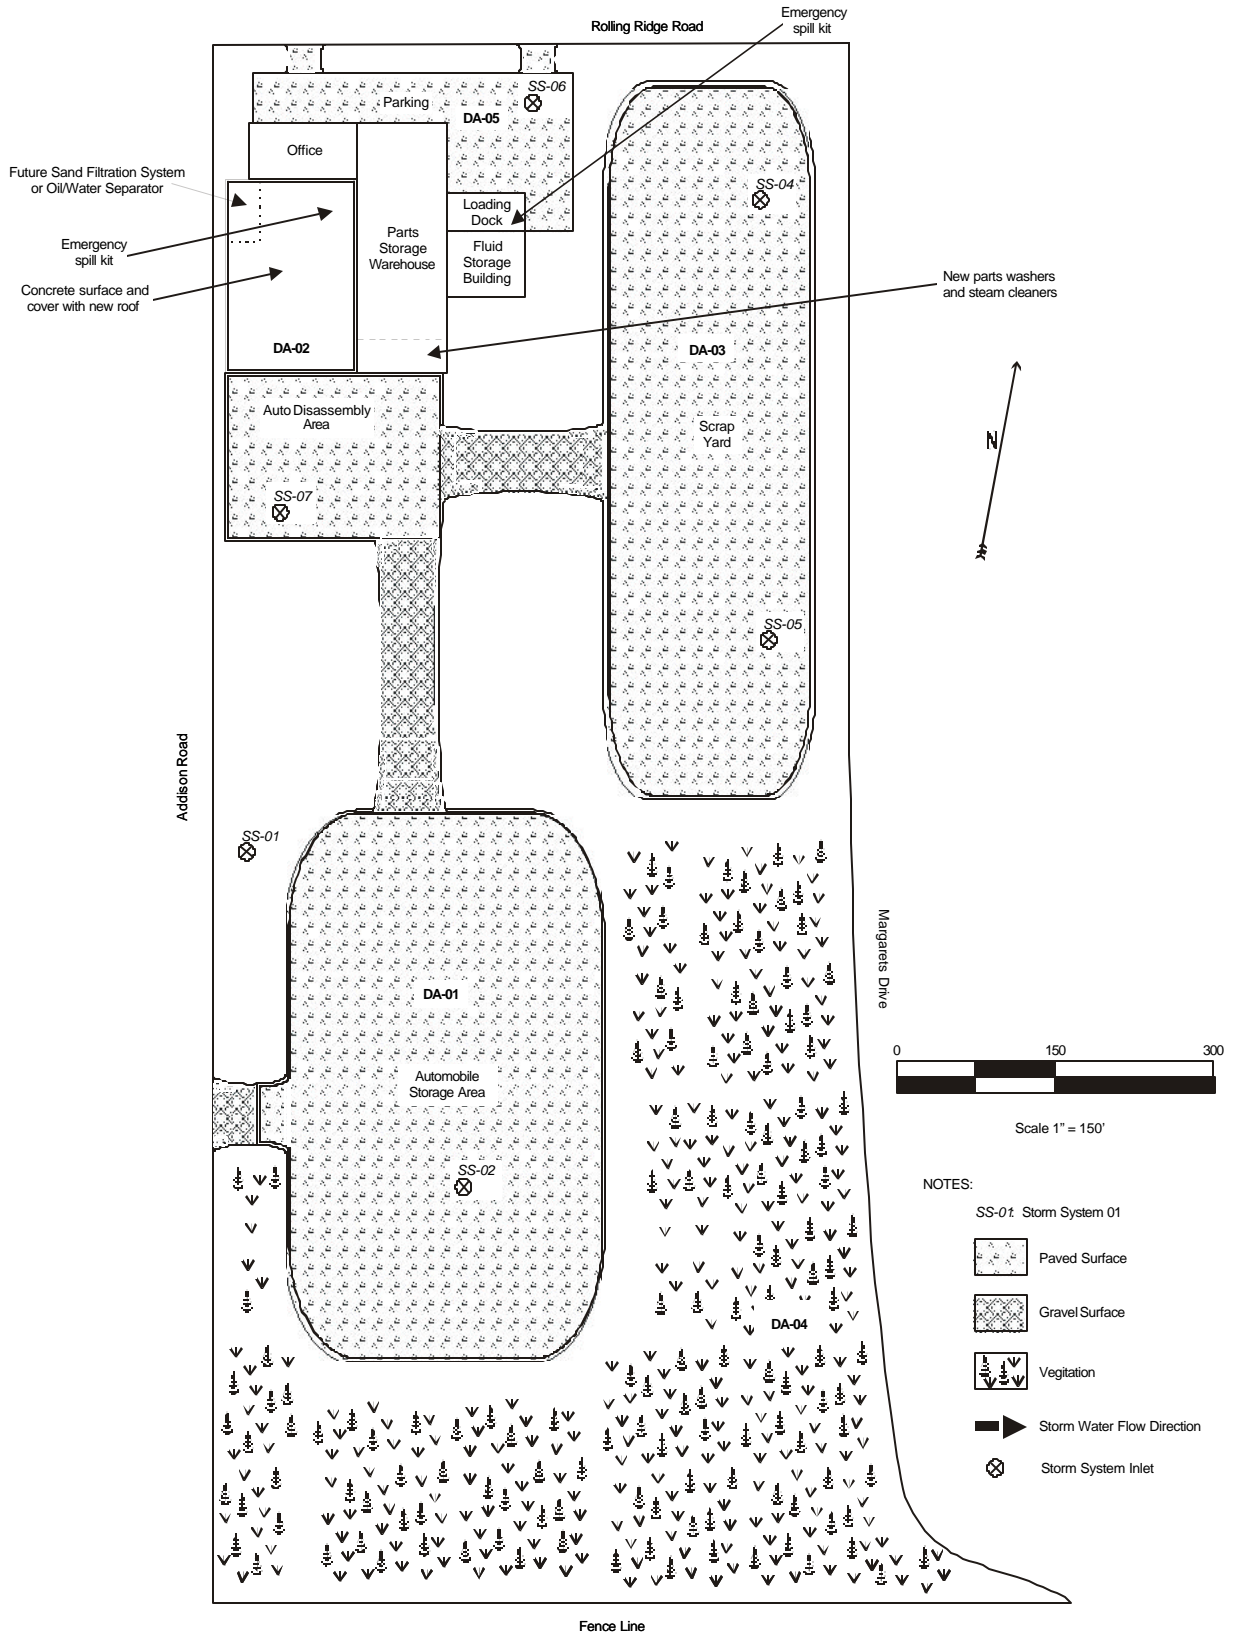 Rolling Ridge Road
Emergency
spill kit
SS-06
Parking
DA-05
Office
Future Sand Filtration System
or Oil/Water Separator
SS-04
Loading
Dock
Parts
Storage
Warehouse
Emergency
spill kit
Fluid
Storage
Building
Concrete surface and
cover with new roof
New parts washers
and steam cleaners
DA-02
DA-03
Auto Disassembly
Area
Scrap
Yard
N
SS-07
SS-05
Addison Road
SS-01
Margarets Drive
DA-01
0 150 300
Automobile
Storage Area
Scale 1" = 150'
SS-02
NOTES:
SS-01: Storm System 01
Paved Surface
Gravel Surface
DA-04
Vegitation
Storm Water Flow Direction
Storm System Inlet
Fence Line